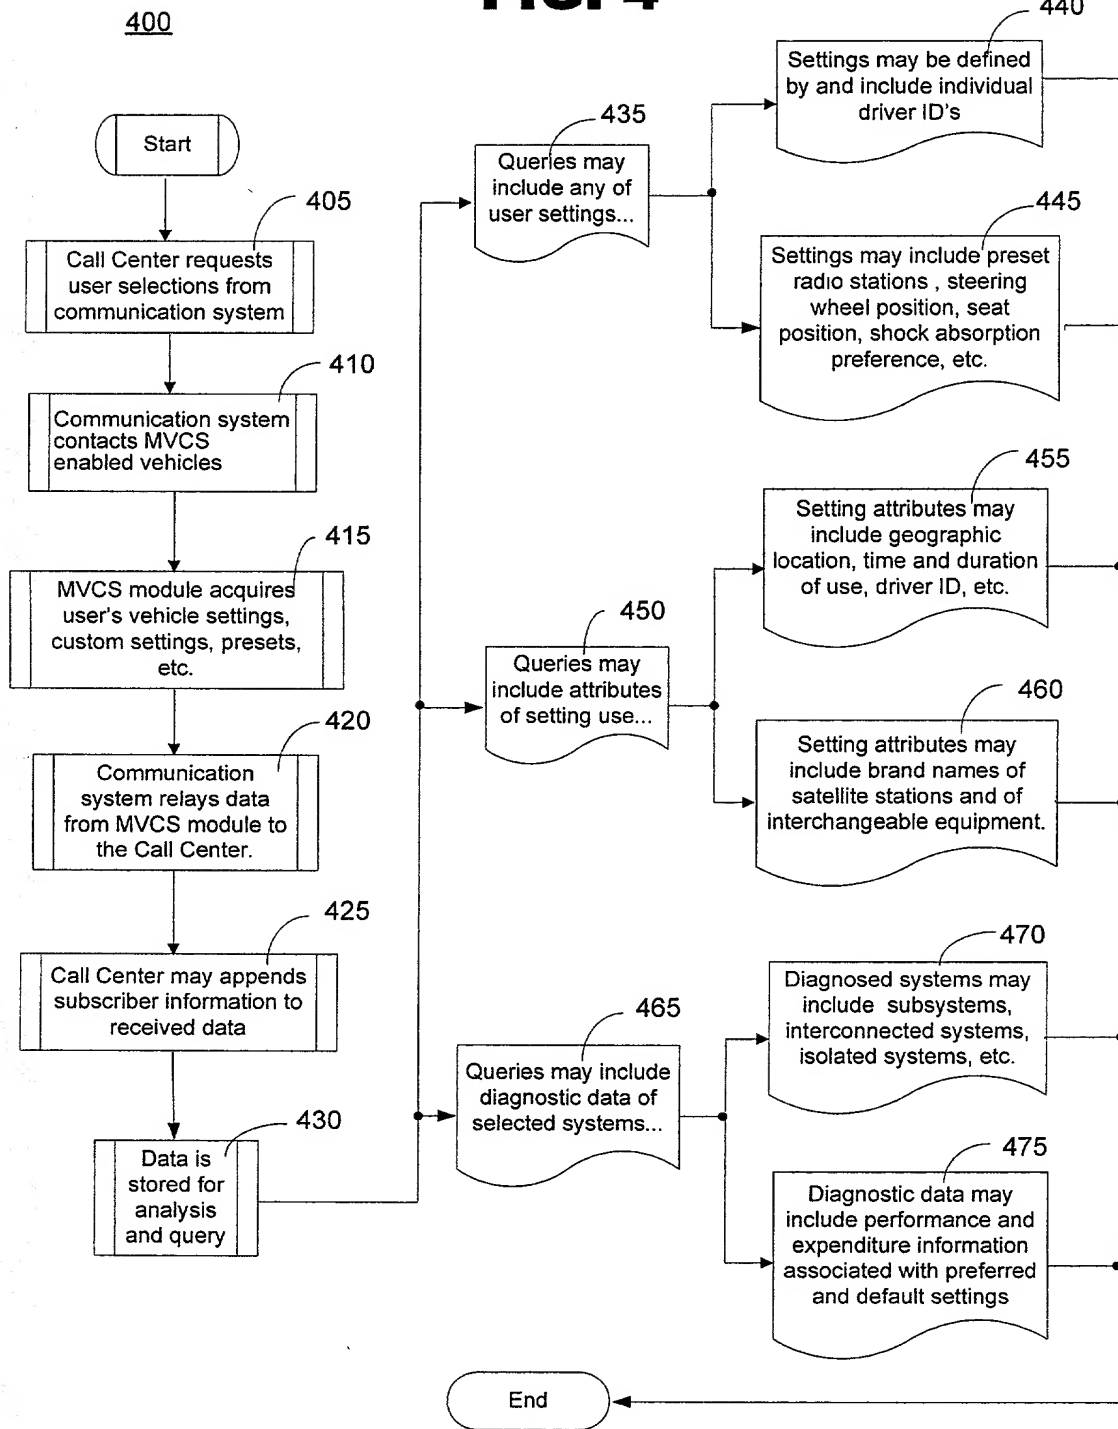 FIG. 4
400
Start
405
Call Center requests
user selections from
communication system
410
Communication system
contacts MVCS
enabled vehicles
415
MVCS module acquires
user's vehicle settings,
custom settings, presets,
etc.
420
Communication
system relays data
from MVCS module to
the Call Center.
425
Call Center may appends
subscriber information to
received data
430
Data is
stored for
analysis
and query
435
Queries may
include any of
user settings...
440
Settings may be defined
by and include individual
driver ID's
445
Settings may include preset
radio stations , steering
wheel position, seat
position, shock absorption
preference, etc.
450
Queries may
include attributes
of setting use...
455
Setting attributes may
include geographic
location, time and duration
of use, driver ID, etc.
460
Setting attributes may
include brand names of
satellite stations and of
interchangeable equipment.
465
Queries may include
diagnostic data of
selected systems...
470
Diagnosed systems may
include subsystems,
interconnected systems,
isolated systems, etc.
475
Diagnostic data may
include performance and
expenditure information
associated with preferred
and default settings
End